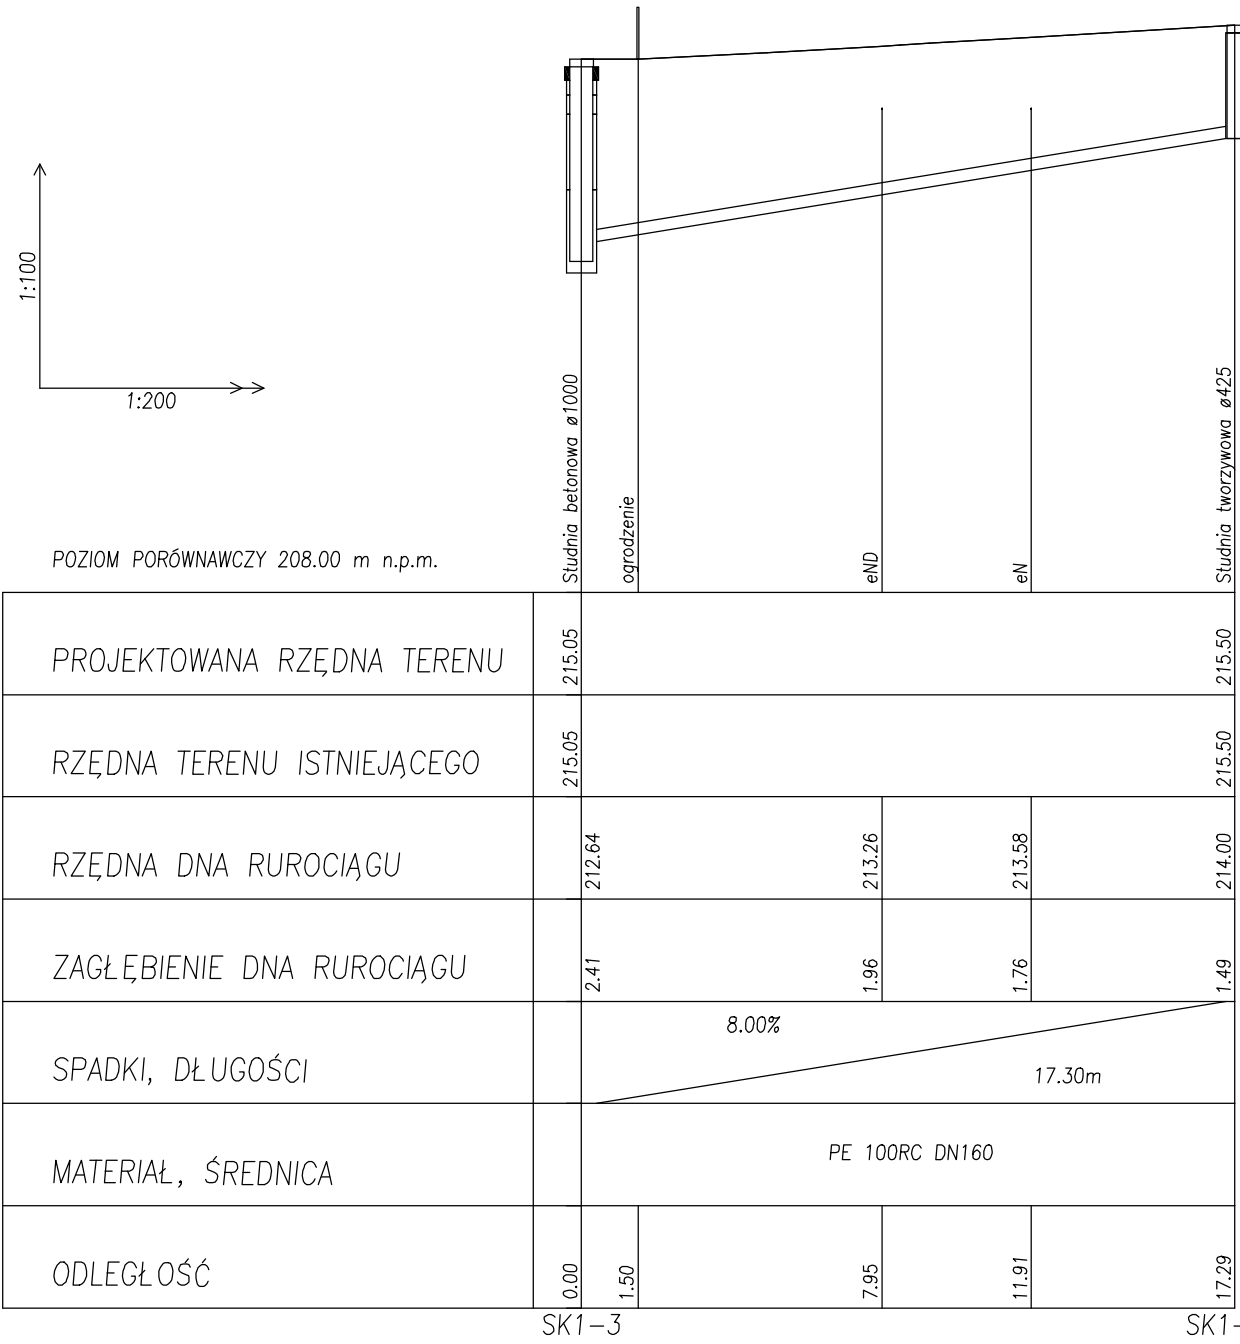 1:100
1:200
Studnia betonowa ø1000
ogrodzenie
eND
eN
Studnia tworzywowa ø425
POZIOM PORÓWNAWCZY 208.00 m n.p.m.
PROJEKTOWANA RZĘDNA TERENU
215.05
215.50
RZĘDNA TERENU ISTNIEJĄCEGO
215.05
215.50
RZĘDNA DNA RUROCIĄGU
212.64
213.26
213.58
214.00
ZAGŁĘBIENIE DNA RUROCIĄGU
2.41
1.96
1.76
1.49
SPADKI, DŁUGOŚCI
8.00%
17.30m
MATERIAŁ, ŚREDNICA
PE 100RC DN160
ODLEGŁOŚĆ
0.00
1.50
7.95
11.91
17.29
SK1-3
SK1-